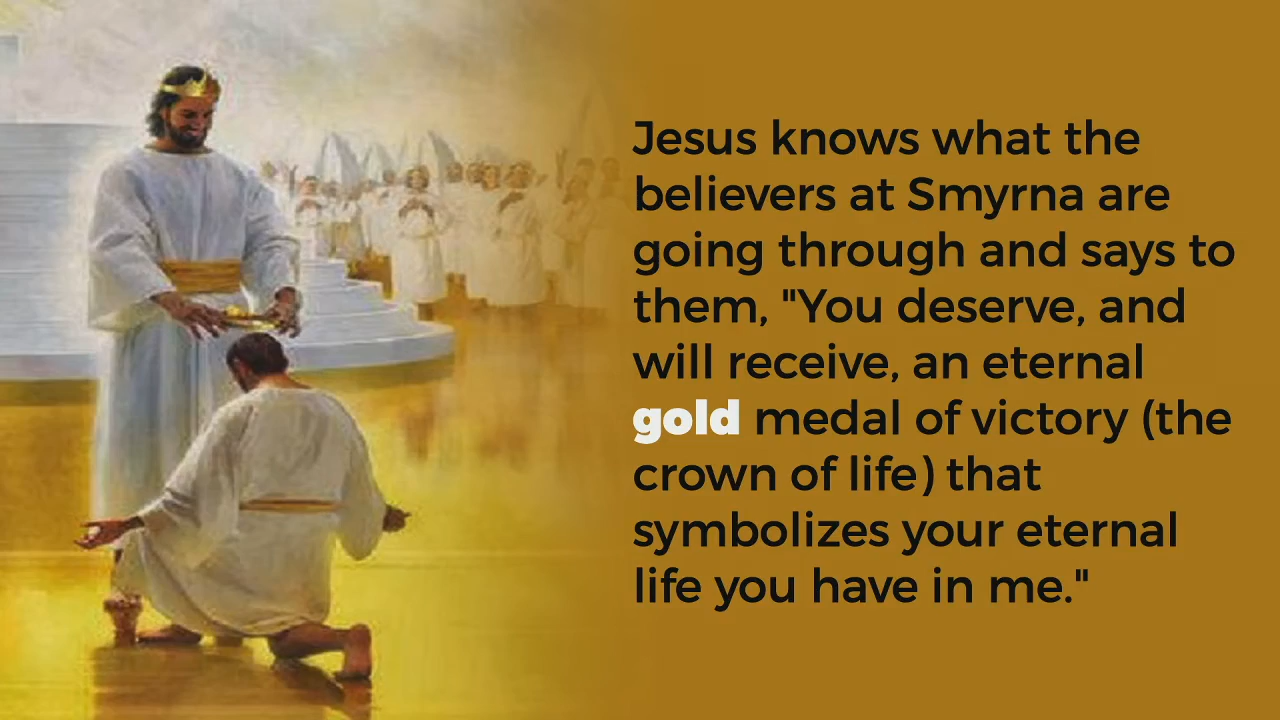 Jesus knows what the
believers at Smyrna are
going through and says to
them, "You deserve, and
will receive, an eternal
gold medal of victory (the
crown of life) that
symbolizes your eternal
life you have in me."